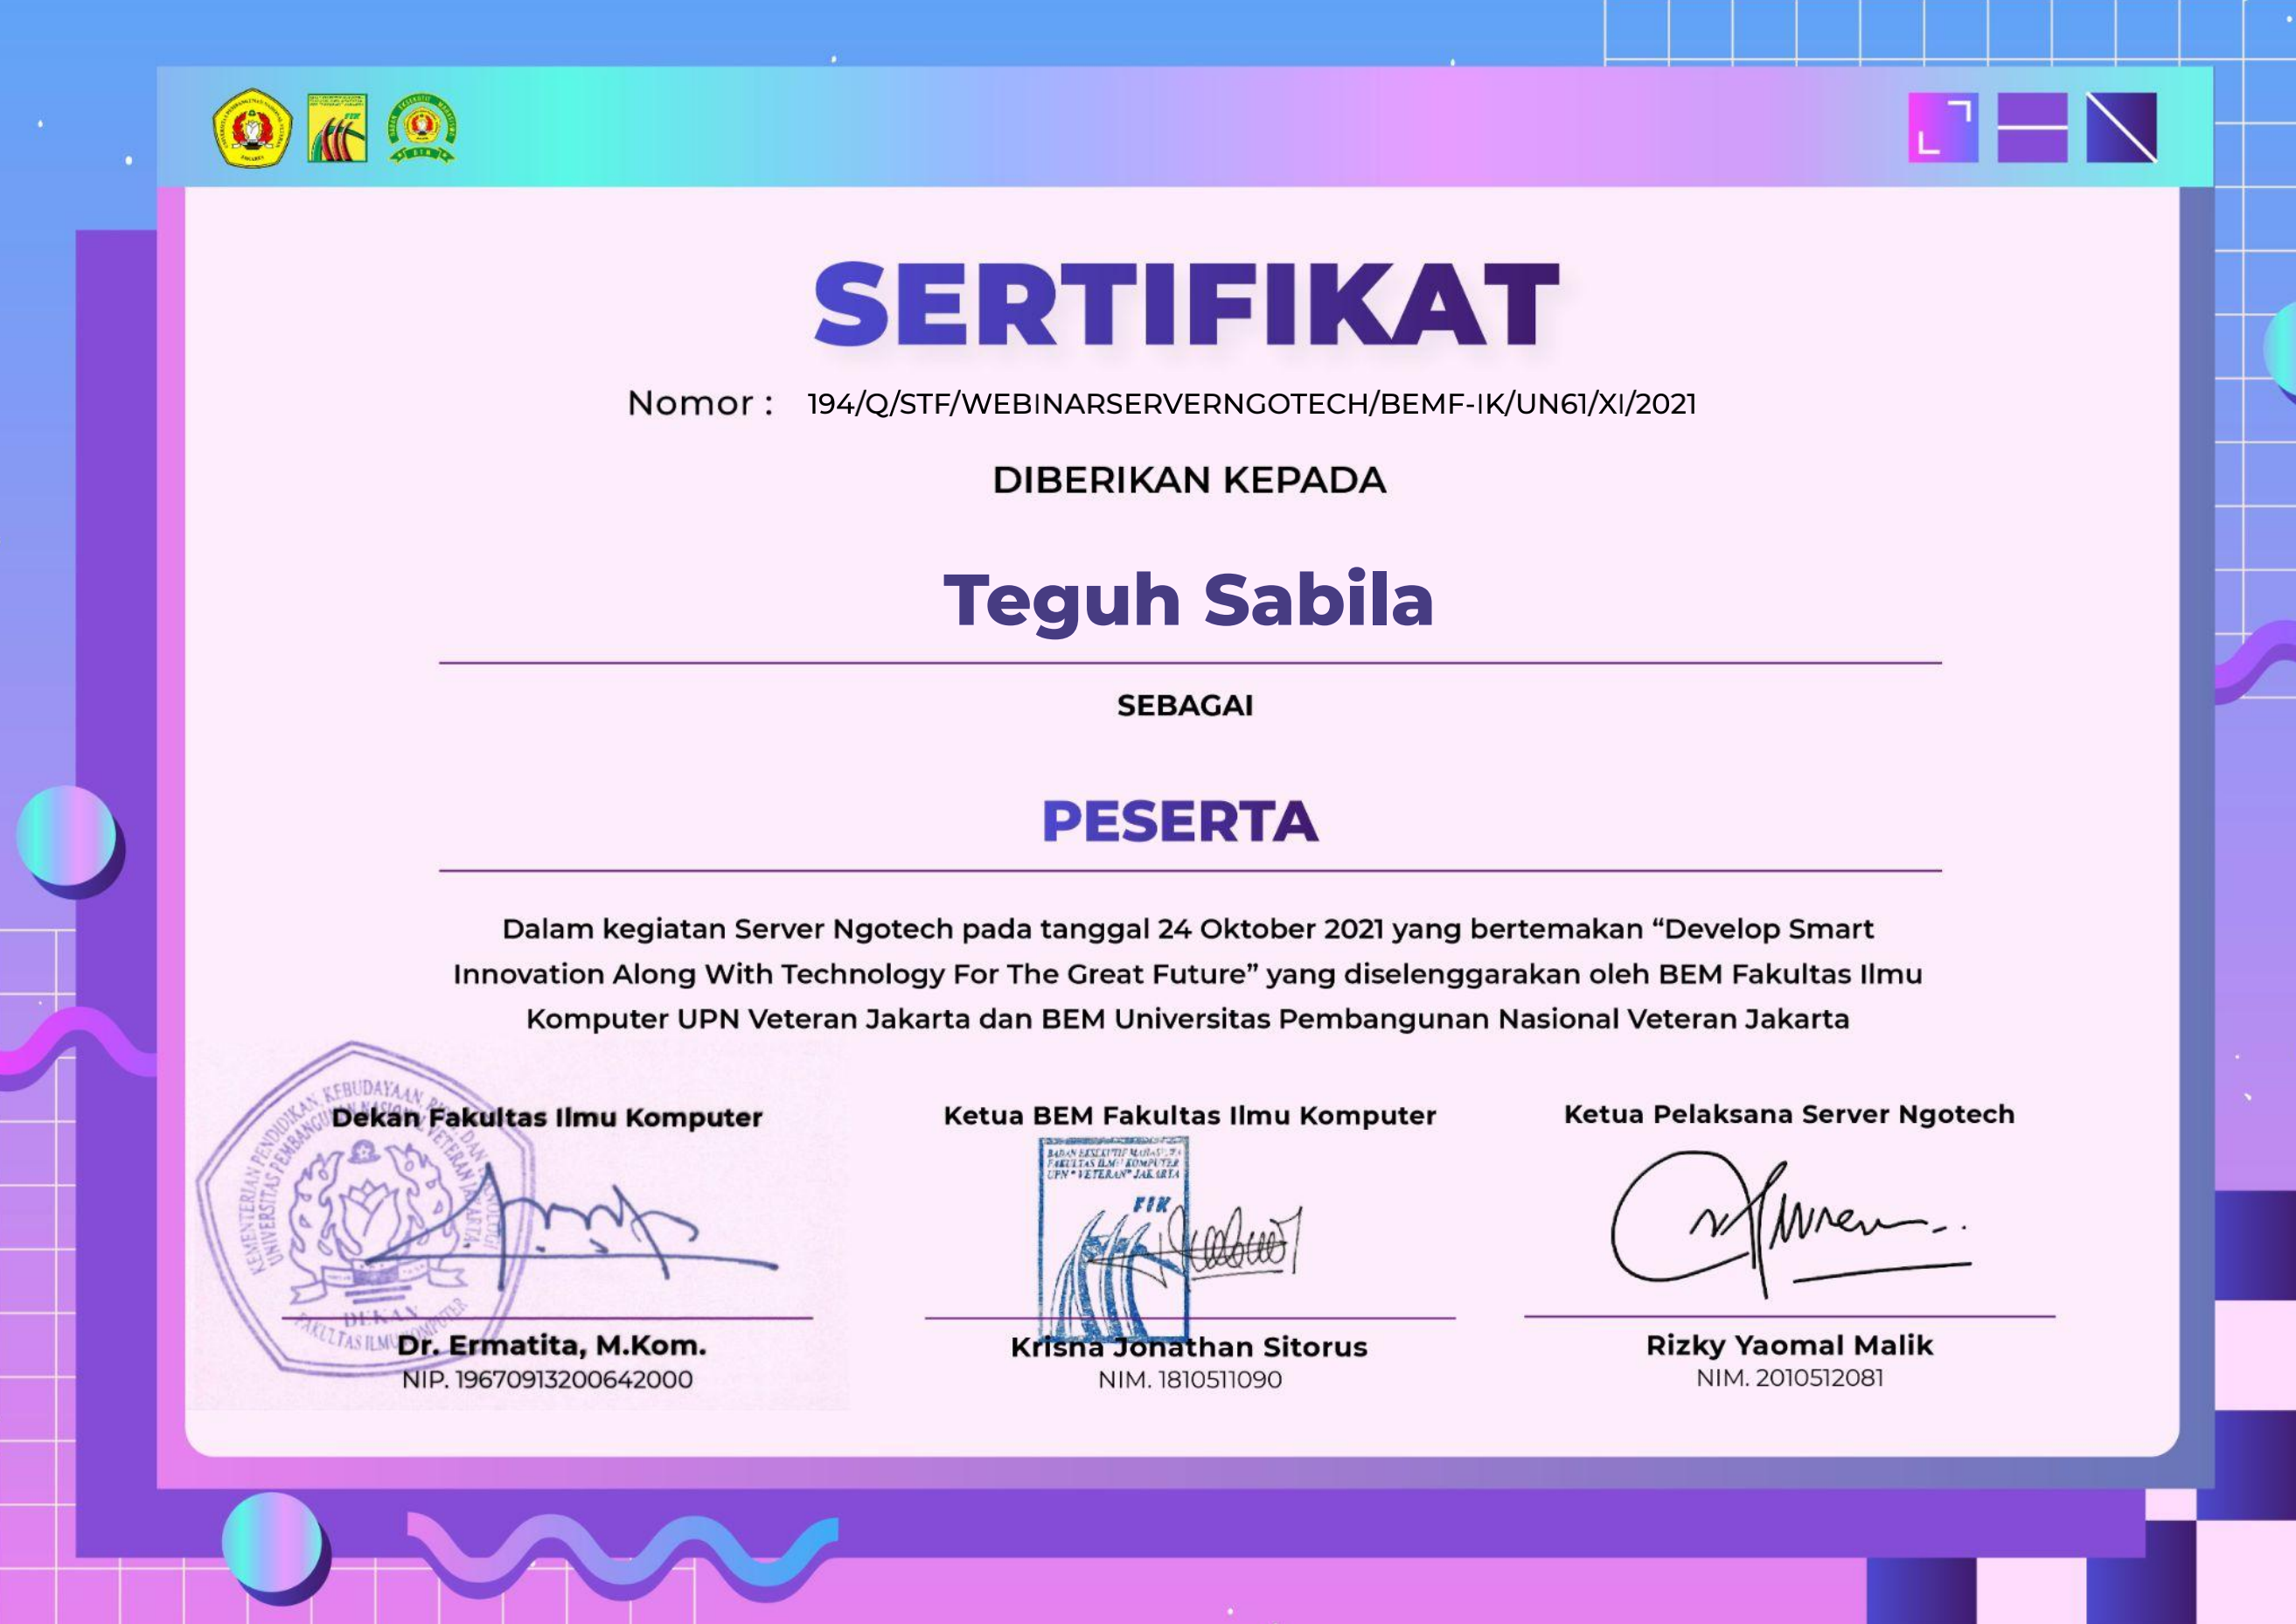 SERTIFIKAT
Nomor : 194/Q/STF/WEBINARSERVERNGOTECH/BEMF-IK/UN61/XI/2021
DIBERIKAN KEPADA
Teguh Sabila
SEBAGAI
PESERTA
Dalam kegiatan Server Ngotech pada tanggal 24 Oktober 2021 yang bertemakan “Develop Smart
Innovation Along With Technology For The Great Future” yang diselenggarakan oleh BEM Fakultas Ilmu
Komputer UPN Veteran Jakarta dan BEM Universitas Pembangunan Nasional Veteran Jakarta
Dekan Fakultas Ilmu Komputer
KEMENTERIAN PENDIDIKAN, KEBUDAYAAN,
UNIVERSITAS PEMBANGUNAN NASIONAL VETERAN JAKARTA
DEKAN
FAKULTAS ILMU KOMPUTER
Dr. Ermatita, M.Kom.
NIP. 19670913200642000
Ketua BEM Fakultas Ilmu Komputer
BADAN EKSEKUTIF MAHASISWA
FAKULTAS ILMU KOMPUTER
UPN "VETERAN" JAKARTA
FIK
Krisna Jonathan Sitorus
NIM. 1810511090
Ketua Pelaksana Server Ngotech
Rizky Yaomal Malik
NIM. 2010512081